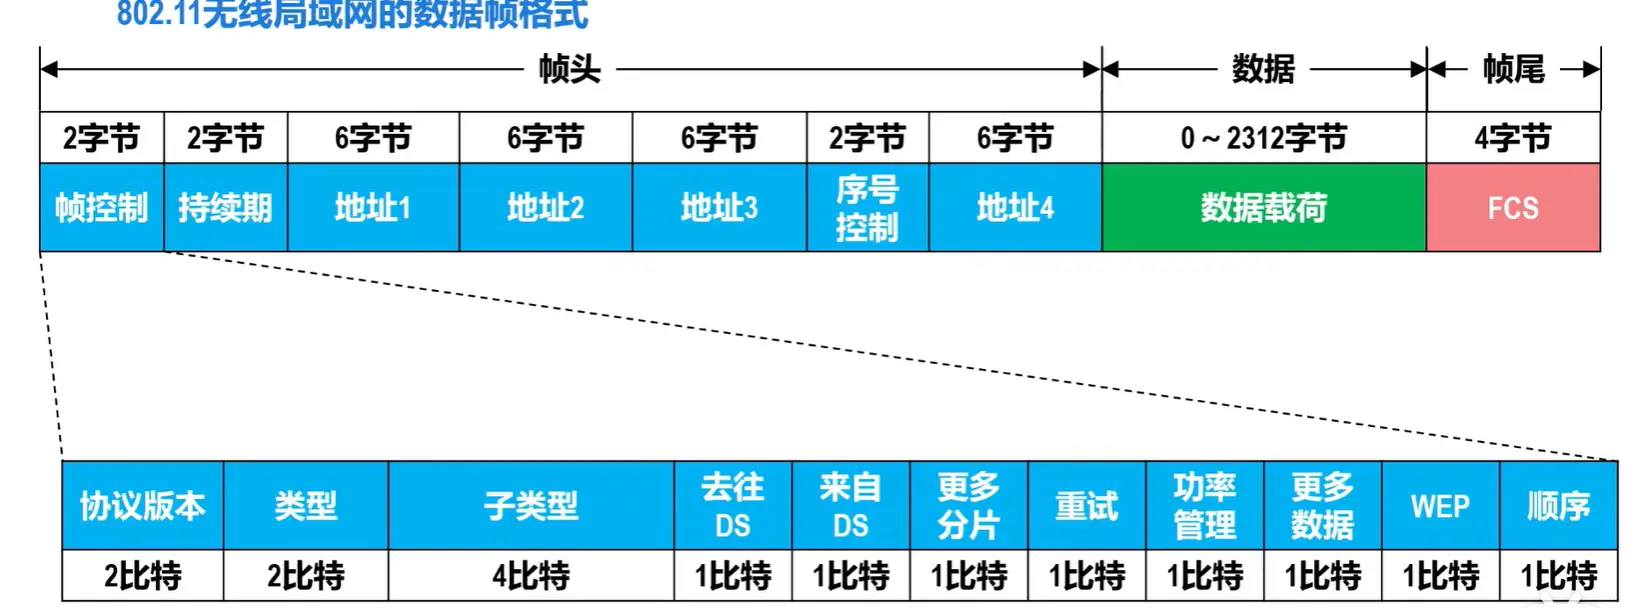 802.11无线局域网的数据帧格式
帧头 数据 帧尾
2字节 2字节 6字节 6字节 6字节 2字节 6字节 0～2312字节 4字节
帧控制 持续期 地址1 地址2 地址3 序号控制 地址4 数据载荷 FCS
协议版本 类型 子类型 去往DS 来自DS 更多分片 重试 功率管理 更多数据 WEP 顺序
2比特 2比特 4比特 1比特 1比特 1比特 1比特 1比特 1比特 1比特 1比特